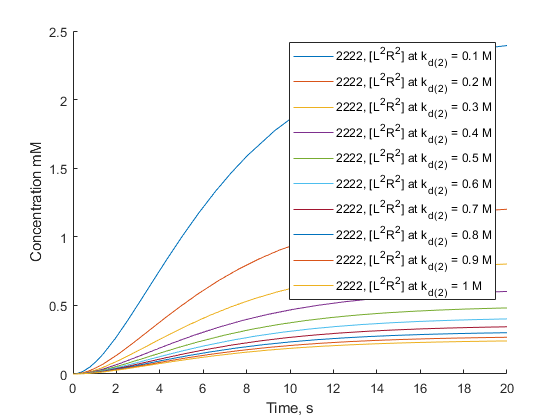 2.5
2
1.5
1
0.5
0
Concentration mM
2222, [L²R²] at k_d(2) = 0.1 M
2222, [L²R²] at k_d(2) = 0.2 M
2222, [L²R²] at k_d(2) = 0.3 M
2222, [L²R²] at k_d(2) = 0.4 M
2222, [L²R²] at k_d(2) = 0.5 M
2222, [L²R²] at k_d(2) = 0.6 M
2222, [L²R²] at k_d(2) = 0.7 M
2222, [L²R²] at k_d(2) = 0.8 M
2222, [L²R²] at k_d(2) = 0.9 M
2222, [L²R²] at k_d(2) = 1 M
0 2 4 6 8 10 12 14 16 18 20
Time, s